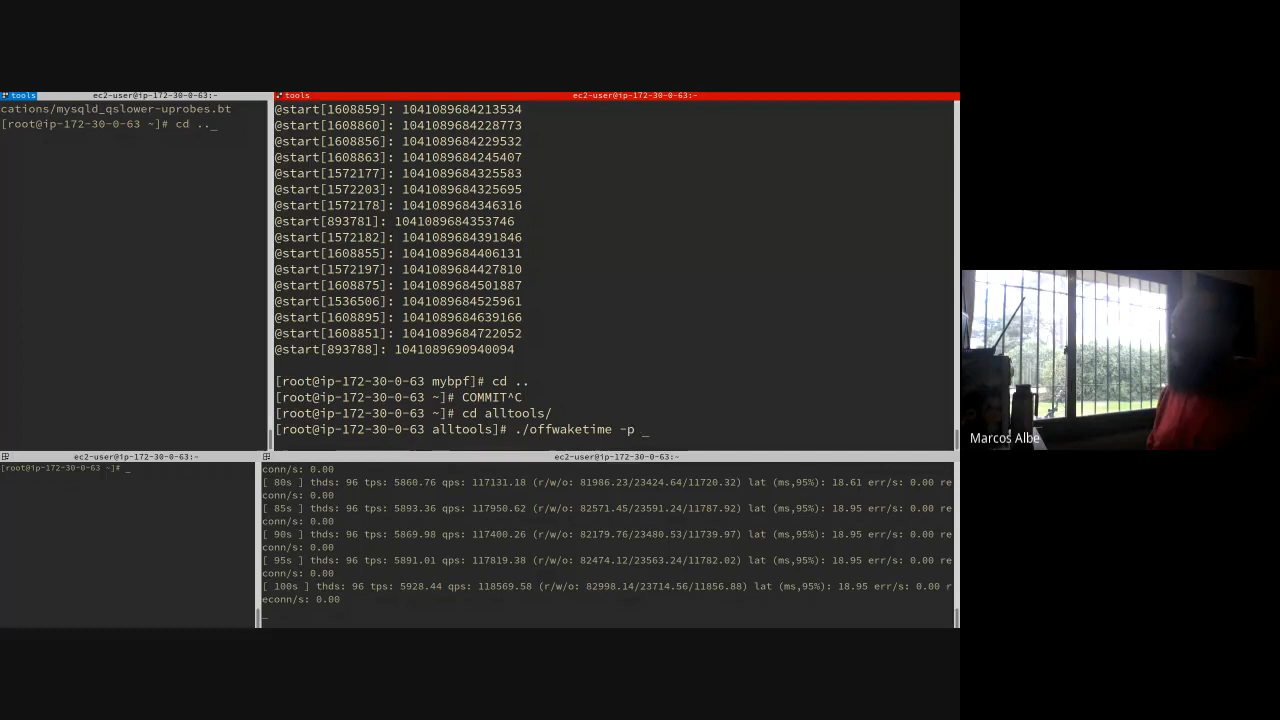 tools
ec2-user@ip-172-30-0-63:~
cations/mysqld_qslower-uprobes.bt
[root@ip-172-30-0-63 ~]# cd .._
tools
ec2-user@ip-172-30-0-63:~
@start[1608859]: 1041089684213534
@start[1608860]: 1041089684228773
@start[1608856]: 1041089684229532
@start[1608863]: 1041089684245407
@start[1572177]: 1041089684325583
@start[1572203]: 1041089684325695
@start[1572178]: 1041089684346314
@start[893781]: 1041089684353746
@start[1572182]: 1041089684391846
@start[1608855]: 1041089684406131
@start[1572197]: 1041089684427810
@start[1608875]: 1041089684501887
@start[1536506]: 1041089684525961
@start[1608895]: 1041089684639166
@start[1608851]: 1041089684722052
@start[893788]: 1041089690940094
[root@ip-172-30-0-63 mybpf]# cd ..
[root@ip-172-30-0-63 ~]# COMMIT^C
[root@ip-172-30-0-63 ~]# cd alltools/
[root@ip-172-30-0-63 alltools]# ./offwaketime -p _
ec2-user@ip-172-30-0-63:~
[root@ip-172-30-0-63 ~]# _
ec2-user@ip-172-30-0-63:~
conn/s: 0.00
[ 80s ] thds: 96 tps: 5860.76 qps: 117131.18 (r/w/o: 81986.23/23424.64/11720.32) lat (ms,95%): 18.61 err/s: 0.00 re
conn/s: 0.00
[ 85s ] thds: 96 tps: 5893.36 qps: 117950.62 (r/w/o: 82571.45/23591.24/11787.92) lat (ms,95%): 18.95 err/s: 0.00 re
conn/s: 0.00
[ 90s ] thds: 96 tps: 5869.98 qps: 117400.26 (r/w/o: 82179.76/23480.53/11739.97) lat (ms,95%): 18.95 err/s: 0.00 re
conn/s: 0.00
[ 95s ] thds: 96 tps: 5891.01 qps: 117819.38 (r/w/o: 82474.12/23563.24/11782.02) lat (ms,95%): 18.95 err/s: 0.00 re
conn/s: 0.00
[ 100s ] thds: 96 tps: 5928.44 qps: 118569.58 (r/w/o: 82998.14/23714.56/11856.88) lat (ms,95%): 18.95 err/s: 0.00 r
econn/s: 0.00
_
Marcos Albe